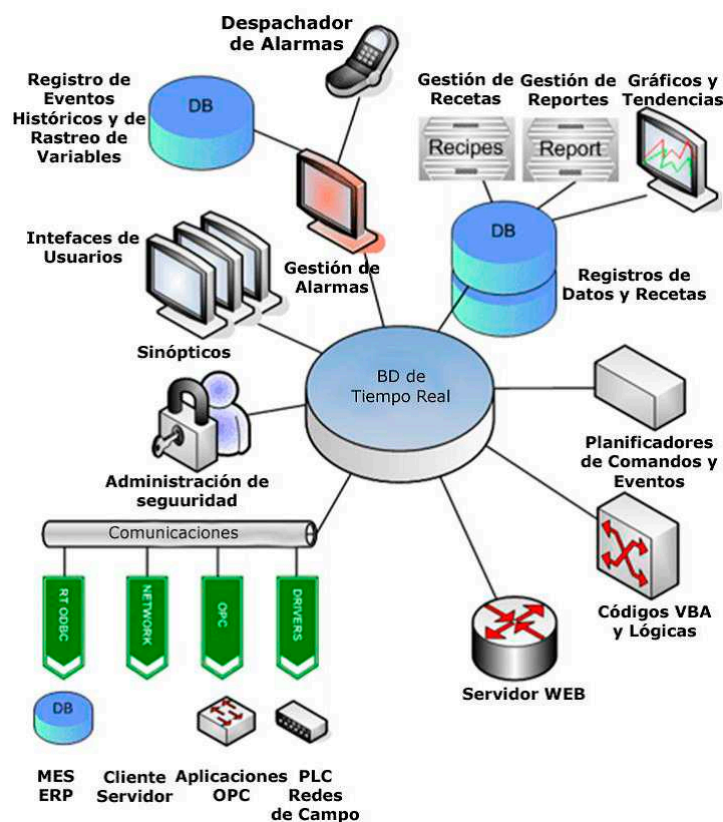 Despachador
de Alarmas
Registro de
Eventos
Históricos y de
Rastreo de
Variables
DB
Gestión de
Recetas
Gestión de
Reportes
Gráficos y
Tendencias
Recipes
Report
Intefaces de
Usuarios
Gestión de
Alarmas
DB
Registros de
Datos y Recetas
Sinópticos
BD de
Tiempo Real
Planificadores
de Comandos y
Eventos
Administración de
seguuridad
Comunicaciones
RT ODBC
NETWORK
OPC
DRIVERS
Códigos VBA
y Lógicas
Servidor WEB
DB
MES
ERP
Cliente
Servidor
Aplicaciones
OPC
PLC
Redes
de Campo